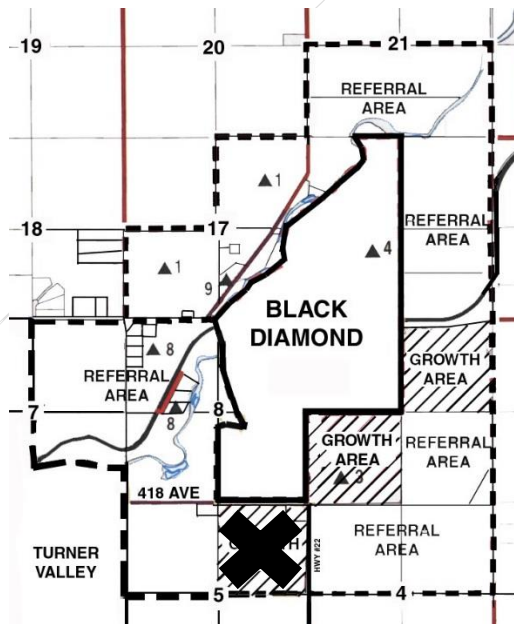 19
20
21
REFERRAL
AREA
▲1
18
17
REFERRAL
AREA
▲1
9▲
▲4
BLACK
DIAMOND
▲8
REFERRAL
AREA
GROWTH
AREA
7
▲
8
8
GROWTH
AREA
▲3
REFERRAL
AREA
418 AVE
HWY #22
REFERRAL
AREA
TURNER
VALLEY
5
4